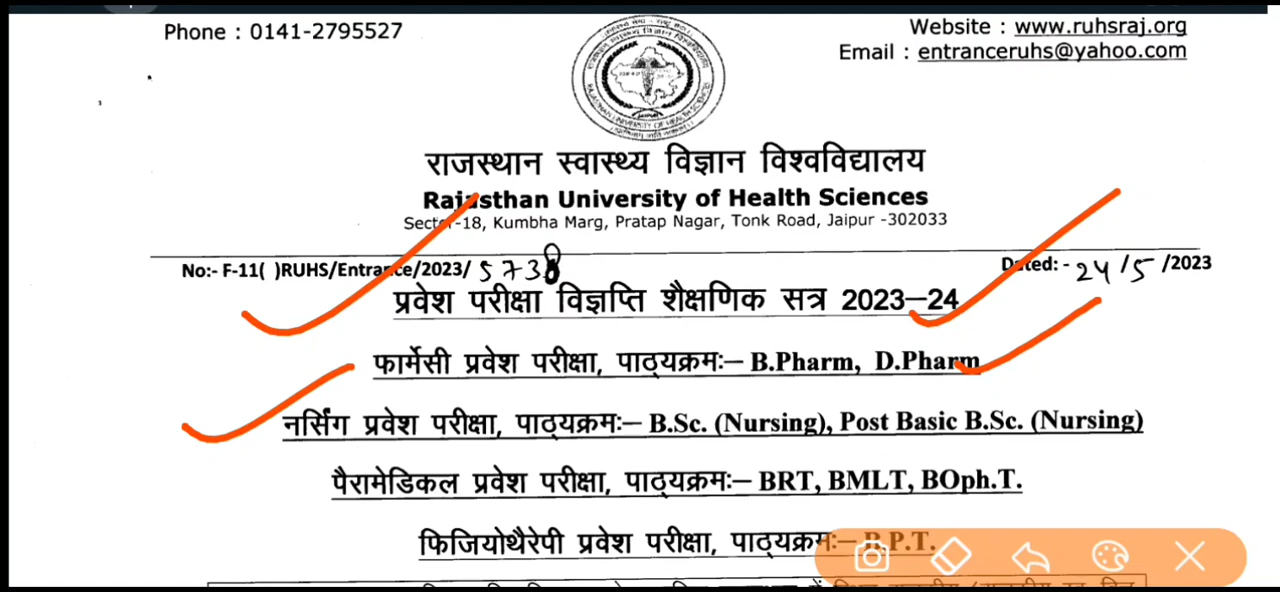 Phone : 0141-2795527
Website : www.ruhsraj.org
Email : entranceruhs@yahoo.com
राजस्थान स्वास्थ्य विज्ञान विश्वविद्यालय
Rajasthan University of Health Sciences
Sector-18, Kumbha Marg, Pratap Nagar, Tonk Road, Jaipur -302033
No:- F-11( )RUHS/Entrance/2023/ 5738
Dated: - 24/5/2023
प्रवेश परीक्षा विज्ञप्ति शैक्षणिक सत्र 2023–24
फार्मेसी प्रवेश परीक्षा, पाठ्यक्रमः– B.Pharm, D.Pharm
नर्सिंग प्रवेश परीक्षा, पाठ्यक्रमः– B.Sc. (Nursing), Post Basic B.Sc. (Nursing)
पैरामेडिकल प्रवेश परीक्षा, पाठ्यक्रमः– BRT, BMLT, BOph.T.
फिजियोथैरेपी प्रवेश परीक्षा, पाठ्यक्रमः– B.P.T.